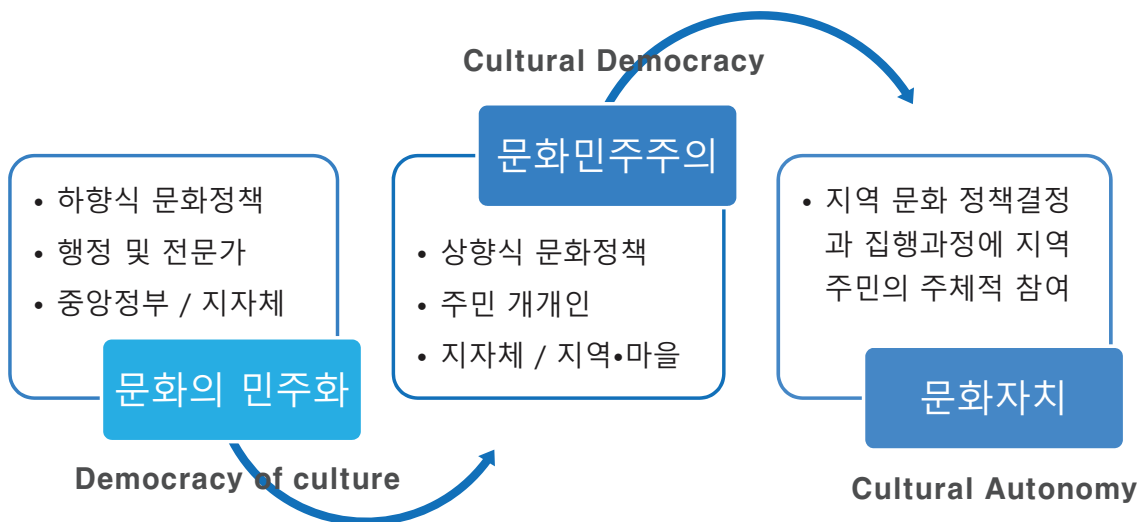 • 하향식 문화정책
• 행정 및 전문가
• 중앙정부 / 지자체
문화의 민주화
Democracy of culture
Cultural Democracy
문화민주주의
• 상향식 문화정책
• 주민 개개인
• 지자체 / 지역•마을
• 지역 문화 정책결정
과 집행과정에 지역
주민의 주체적 참여
문화자치
Cultural Autonomy